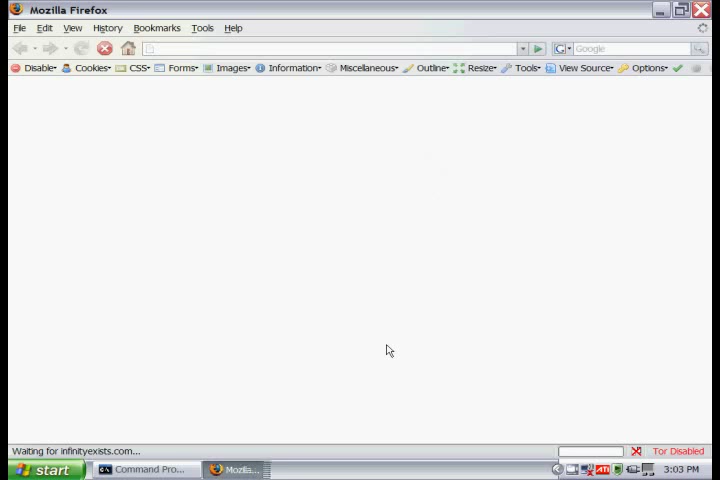 Mozilla Firefox
File Edit View History Bookmarks Tools Help
G Google
Disable Cookies CSS Forms Images Information Miscellaneous Outline Resize Tools View Source Options
Waiting for infinityexists.com... Tor Disabled
start Command Pro... Mozilla... ATI 3:03 PM